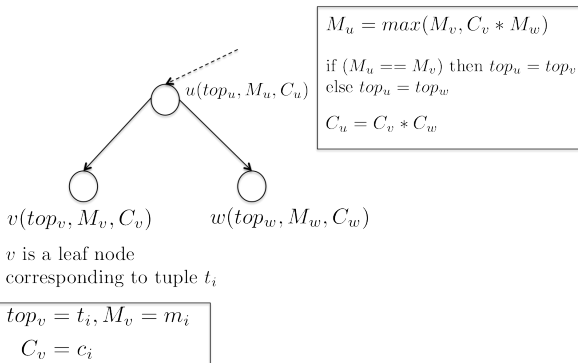 M_u = max(M_v, C_v * M_w)
if (M_u == M_v) then top_u = top_v
else top_u = top_w
C_u = C_v * C_w
u(top_u, M_u, C_u)
v(top_v, M_v, C_v)
w(top_w, M_w, C_w)
v is a leaf node
corresponding to tuple t_i
top_v = t_i, M_v = m_i
C_v = c_i